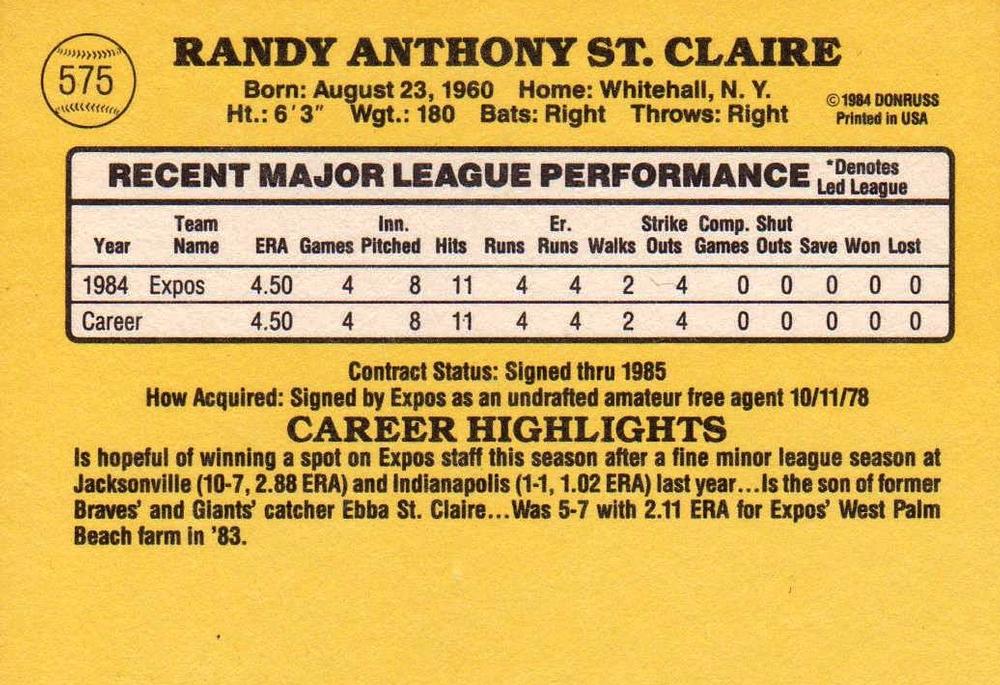 575
RANDY ANTHONY ST. CLAIRE
Born: August 23, 1960 Home: Whitehall, N. Y.
Ht.: 6'3" Wgt.: 180 Bats: Right Throws: Right
©1984 DONRUSS
Printed in USA
RECENT MAJOR LEAGUE PERFORMANCE *Denotes
Led League
Team Inn. Er. Strike Comp. Shut
Year Name ERA Games Pitched Hits Runs Runs Walks Outs Games Outs Save Won Lost
1984 Expos 4.50 4 8 11 4 4 2 4 0 0 0 0 0
Career 4.50 4 8 11 4 4 2 4 0 0 0 0 0
Contract Status: Signed thru 1985
How Acquired: Signed by Expos as an undrafted amateur free agent 10/11/78
CAREER HIGHLIGHTS
Is hopeful of winning a spot on Expos staff this season after a fine minor league season at
Jacksonville (10-7, 2.88 ERA) and Indianapolis (1-1, 1.02 ERA) last year...Is the son of former
Braves' and Giants' catcher Ebba St. Claire...Was 5-7 with 2.11 ERA for Expos' West Palm
Beach farm in '83.